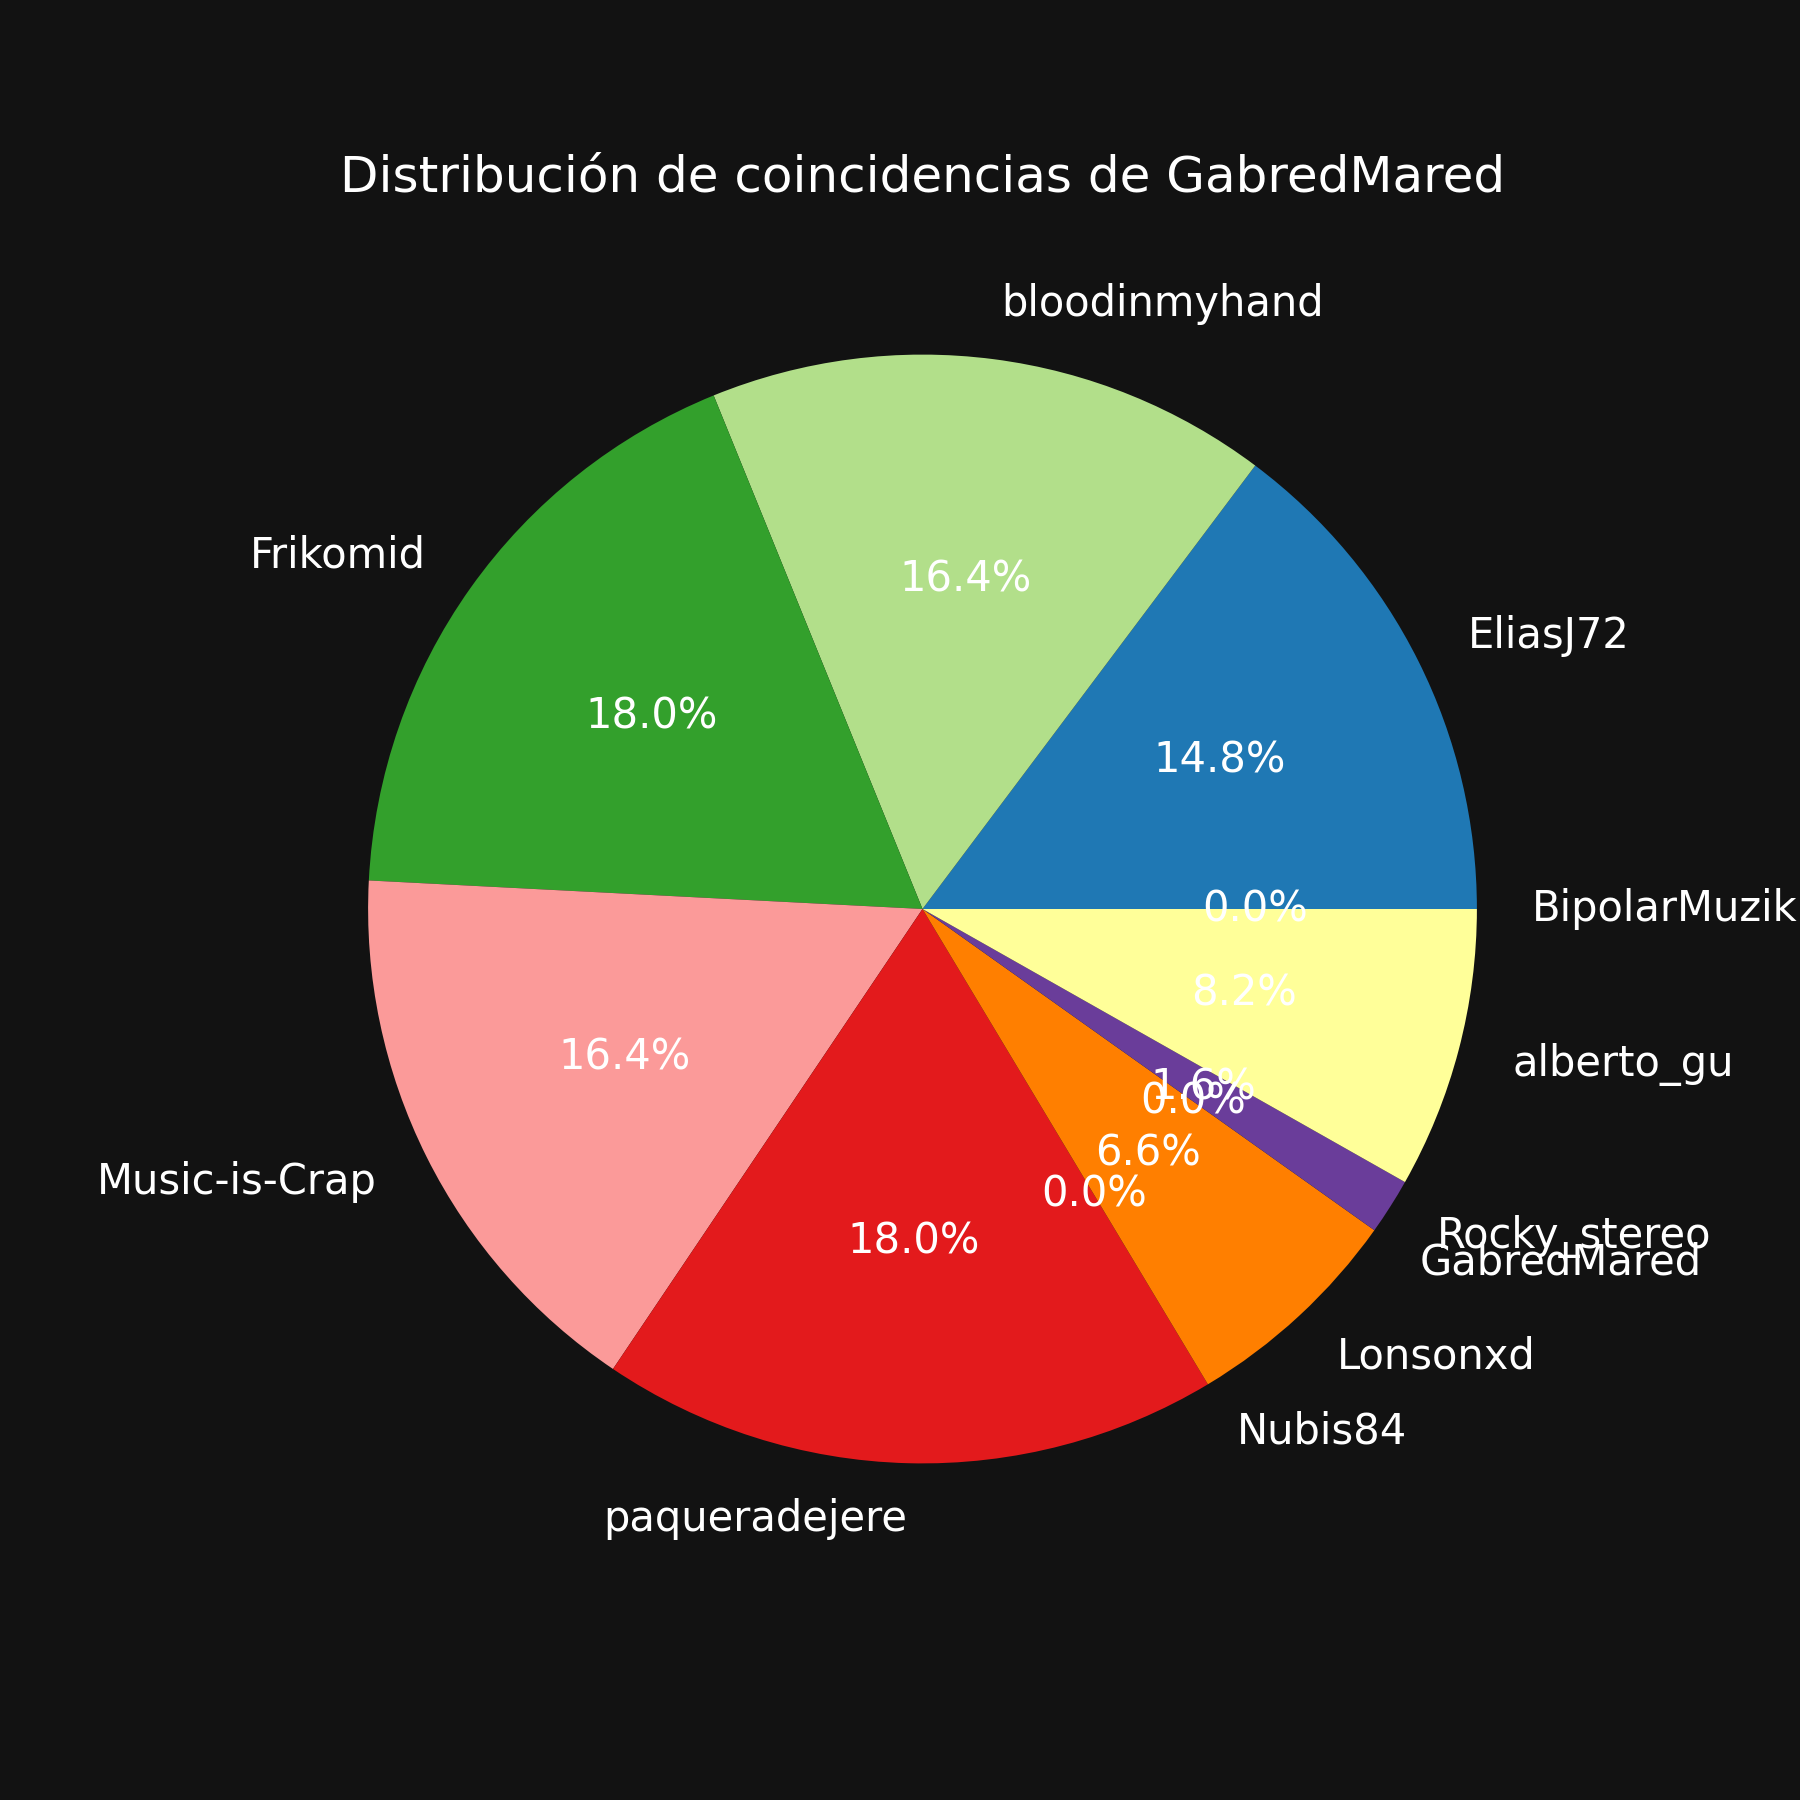 Distribución de coincidencias de GabredMared
bloodinmyhand
Frikomid
16.4%
EliasJ72
18.0%
14.8%
0.0%
BipolarMuzik
8.2%
16.4%
alberto_gu
1.6%
0.0%
6.6%
Music-is-Crap
0.0%
18.0%
Rocky_stereo
GabredMared
Lonsonxd
Nubis84
paqueradejere